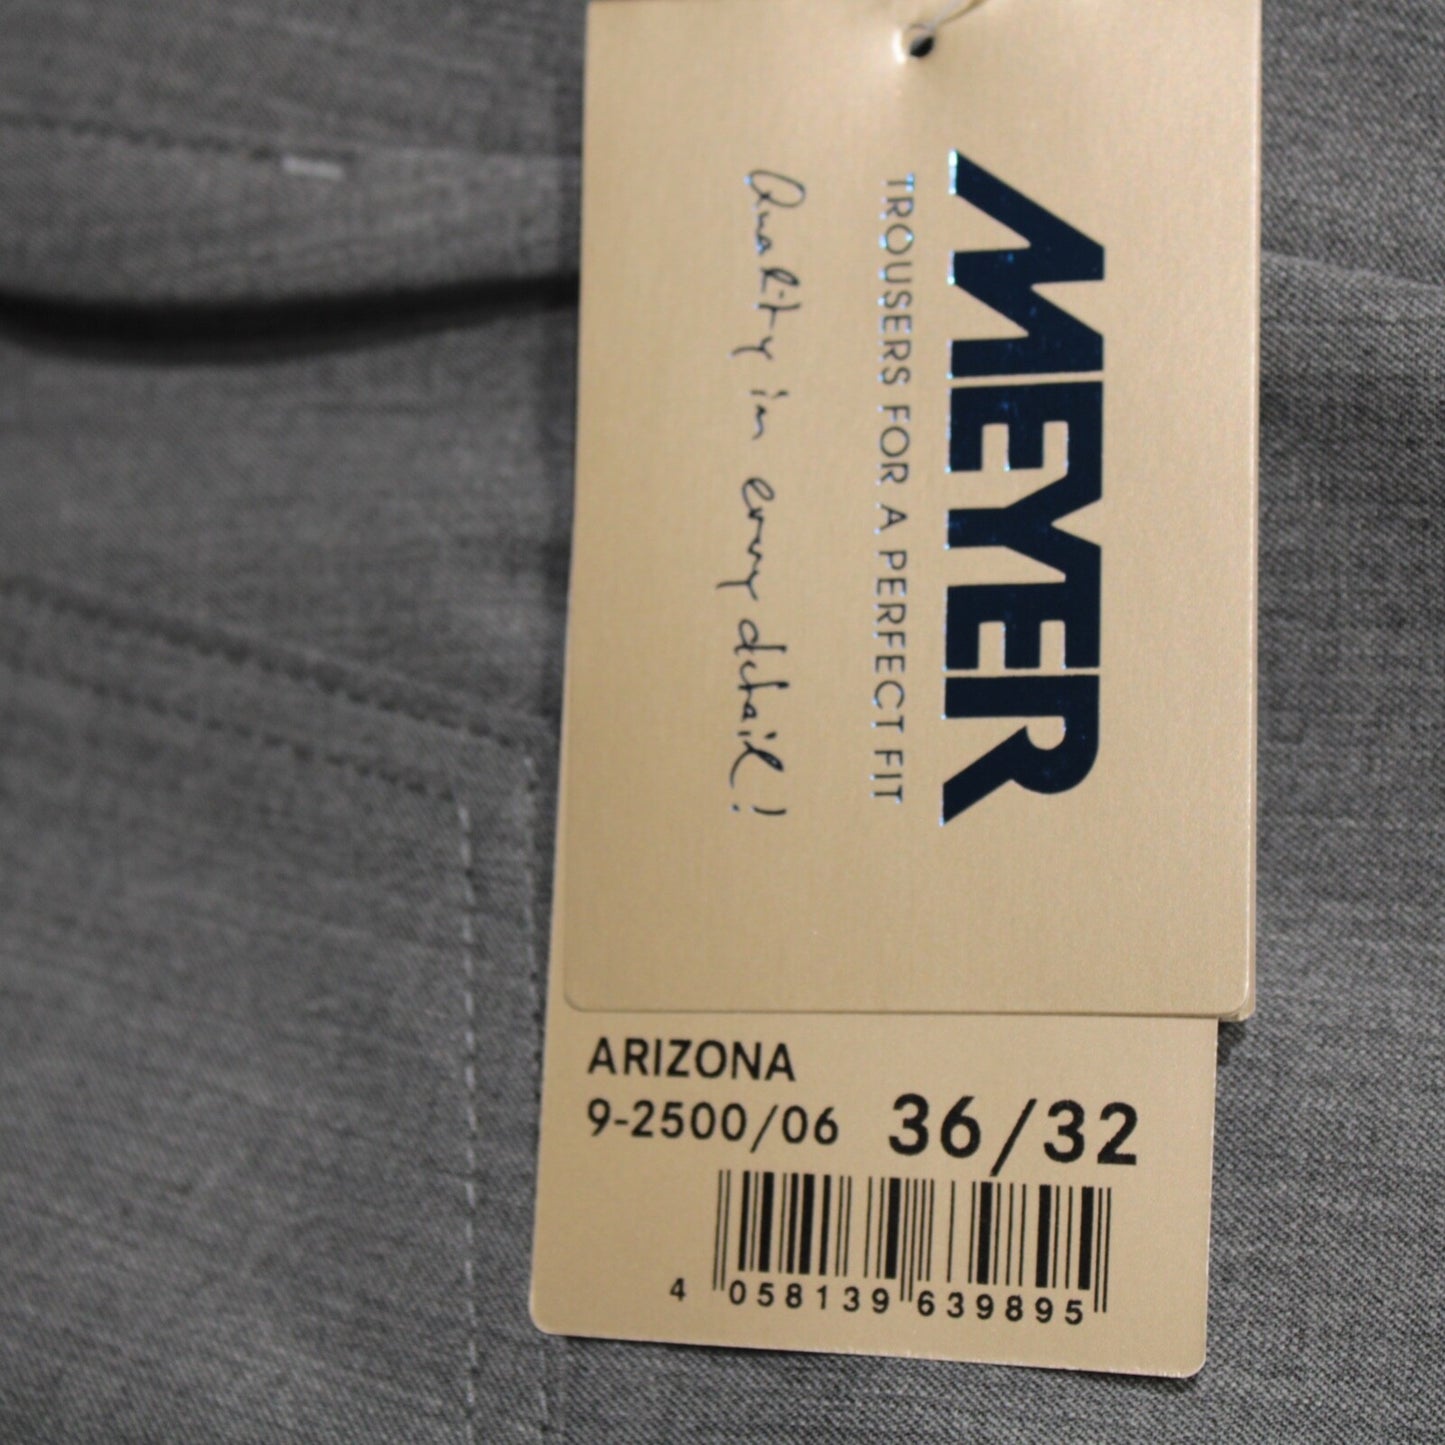 MEYER
TROUSERS FOR A PERFECT FIT
Quality in every detail!
ARIZONA
9-2500/06 36/32
4 058139 639895